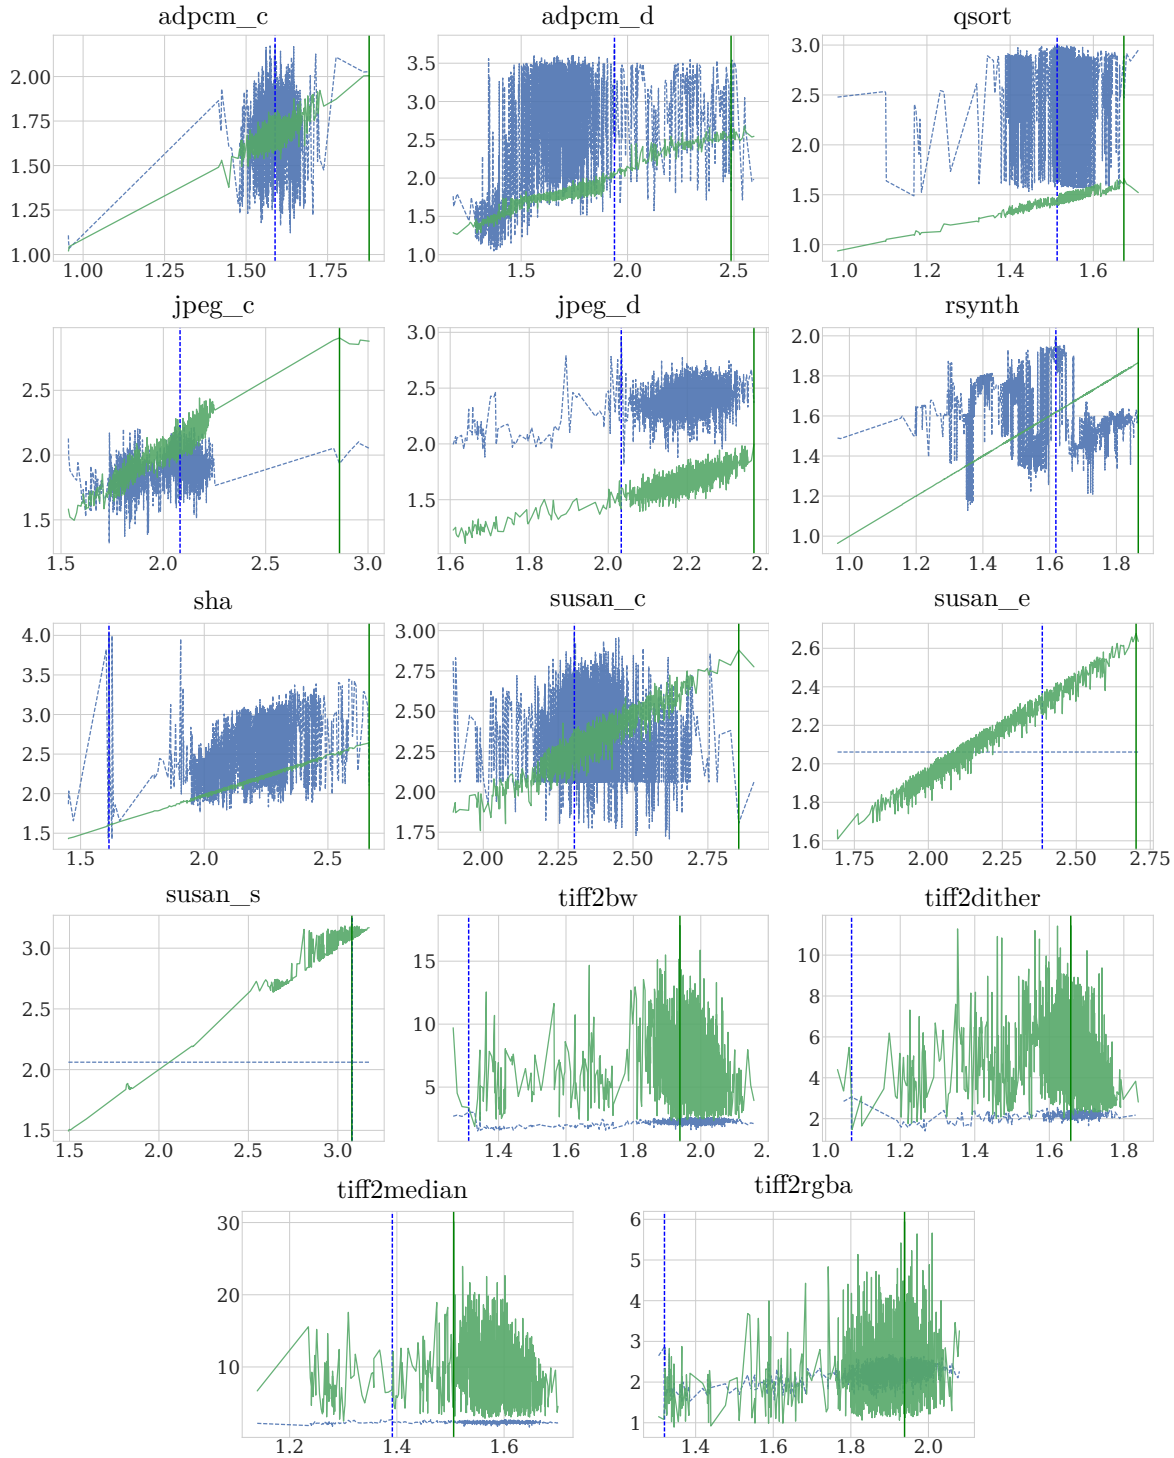 adpcm_c adpcm_d qsort
2.00 1.75 1.50 1.25 1.00
3.5 3.0 2.5 2.0 1.5 1.0
3.0 2.5 2.0 1.5 1.0
1.00 1.25 1.50 1.75
1.5 2.0 2.5
1.0 1.2 1.4 1.6
jpeg_c jpeg_d rsynth
2.5 2.0 1.5
3.0 2.5 2.0 1.5
2.0 1.8 1.6 1.4 1.2 1.0
1.5 2.0 2.5 3.0
1.6 1.8 2.0 2.2 2.
1.0 1.2 1.4 1.6 1.8
sha susan_c susan_e
4.0 3.5 3.0 2.5 2.0 1.5
3.00 2.75 2.50 2.25 2.00 1.75
2.6 2.4 2.2 2.0 1.8 1.6
1.5 2.0 2.5
2.00 2.25 2.50 2.75
1.75 2.00 2.25 2.50 2.75
susan_s tiff2bw tiff2dither
3.0 2.5 2.0 1.5
15 10 5
10 8 6 4 2
1.5 2.0 2.5 3.0
1.4 1.6 1.8 2.0 2.
1.0 1.2 1.4 1.6 1.8
tiff2median tiff2rgba
30 20 10
6 5 4 3 2 1
1.2 1.4 1.6
1.4 1.6 1.8 2.0